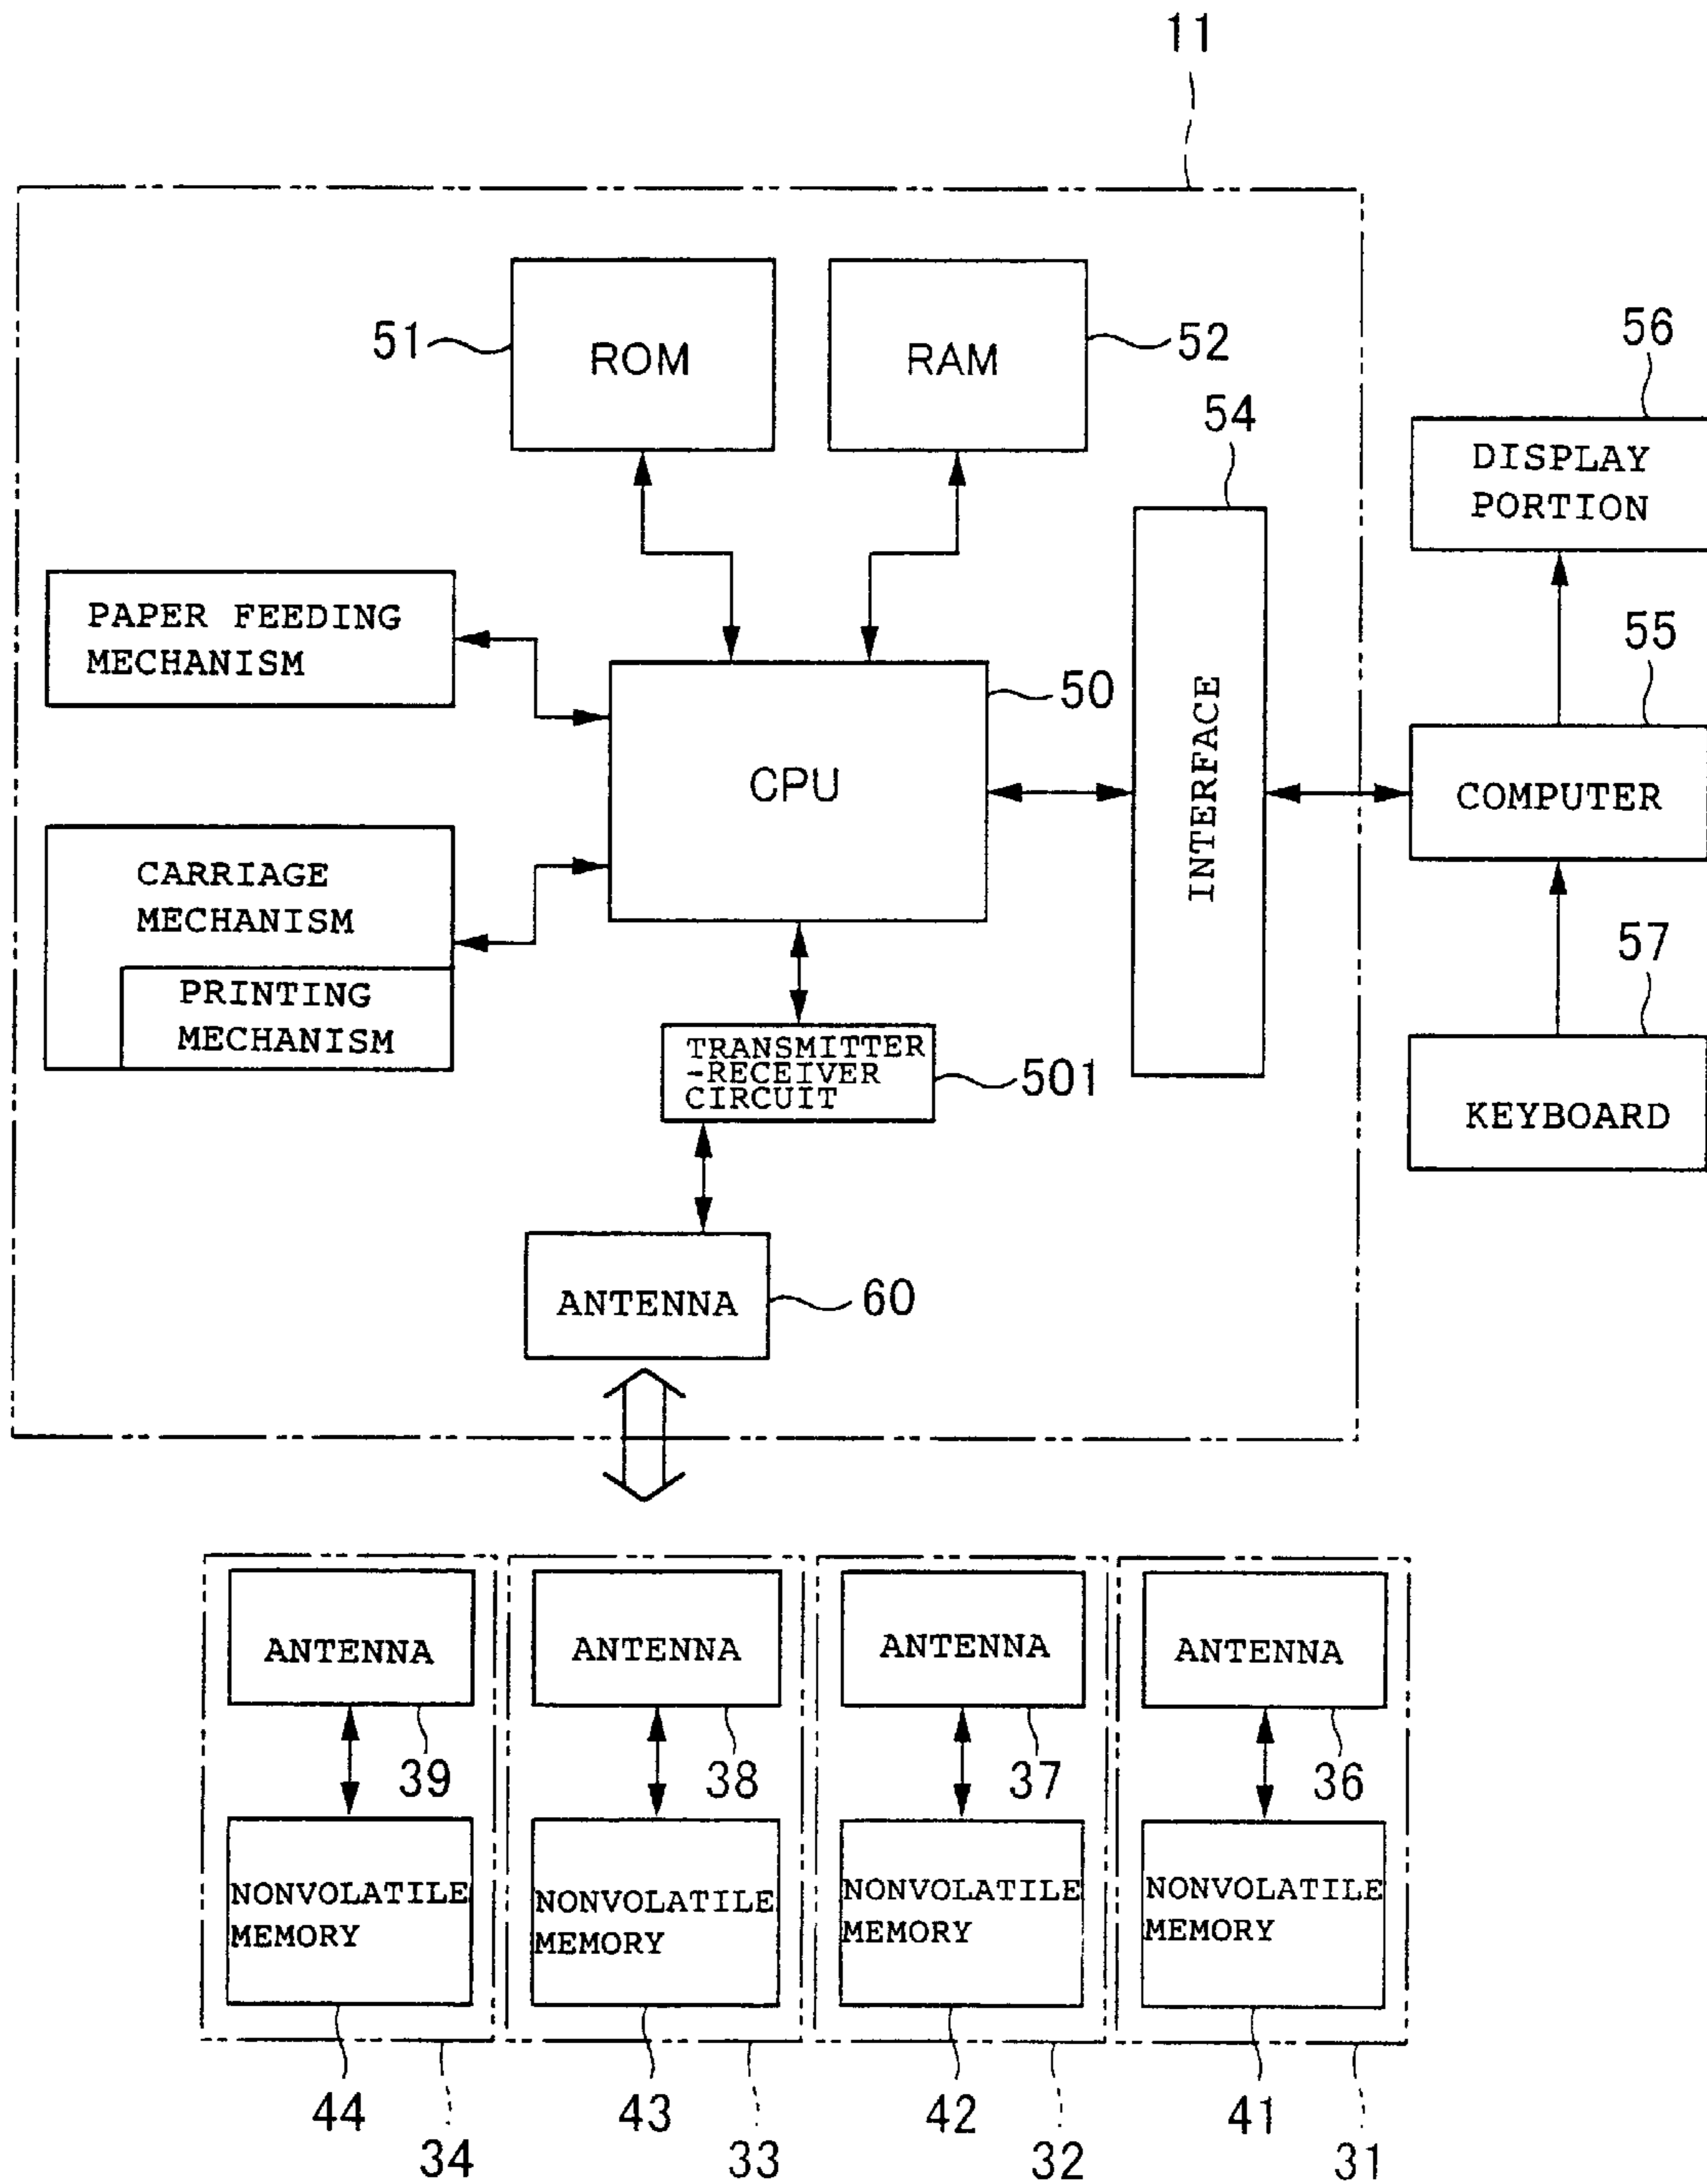 11
ROM
51
RAM
52
54
56
DISPLAY
PORTION
PAPER FEEDING
MECHANISM
50
CPU
INTERFACE
55
COMPUTER
CARRIAGE
MECHANISM
PRINTING
MECHANISM
57
KEYBOARD
TRANSMITTER
-RECEIVER
CIRCUIT
501
ANTENNA
60
ANTENNA
ANTENNA
ANTENNA
ANTENNA
39
38
37
36
NONVOLATILE
MEMORY
NONVOLATILE
MEMORY
NONVOLATILE
MEMORY
NONVOLATILE
MEMORY
44
34
43
33
42
32
41
31